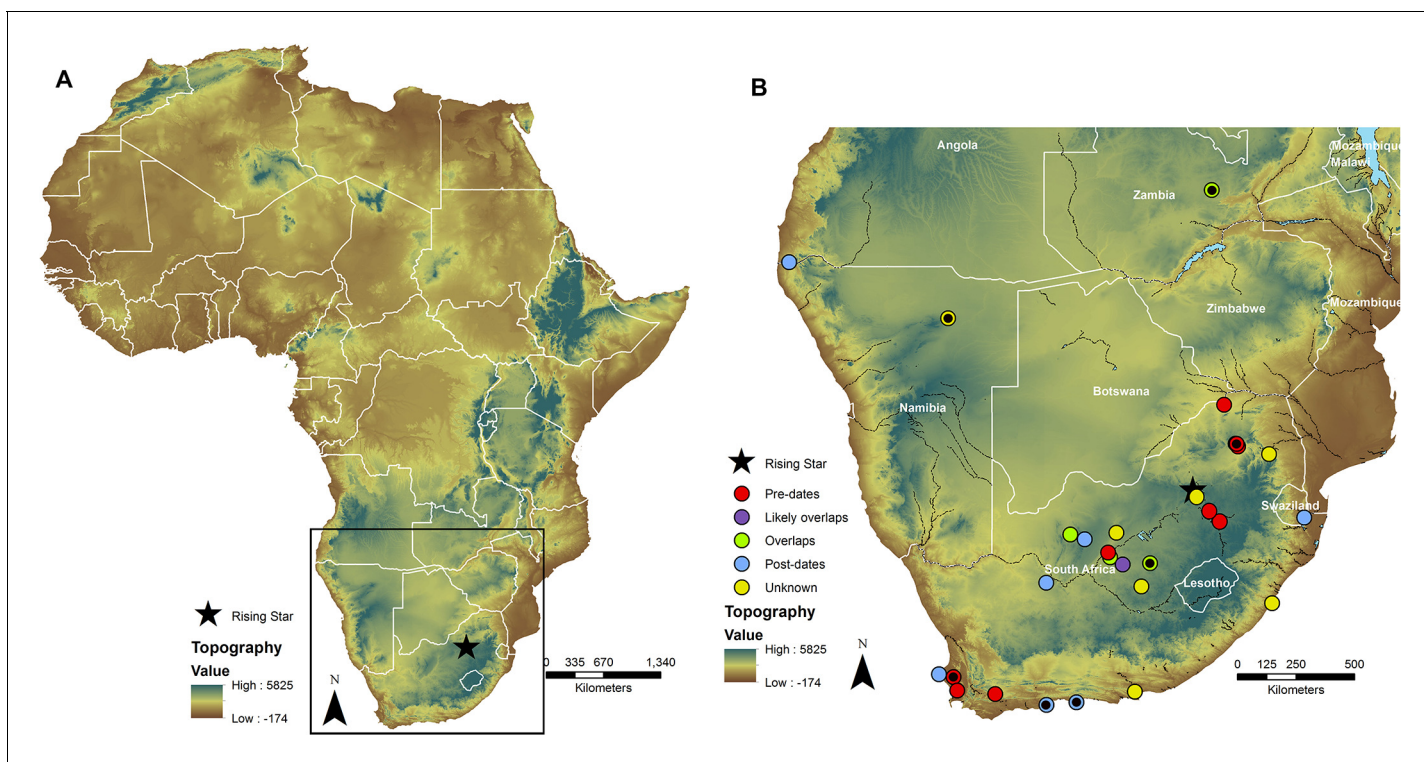 A
N
Rising Star
Topography
Value
High : 5825
Low : -174
0 335 670 1,340
Kilometers
B
Angola
Zambia
Mozambique
Malawi
Zimbabwe
Mozambique
Botswana
Namibia
Swaziland
South Africa
Lesotho
Rising Star
Pre-dates
Likely overlaps
Overlaps
Post-dates
Unknown
Topography
Value
High : 5825
Low : -174
N
0 125 250 500
Kilometers